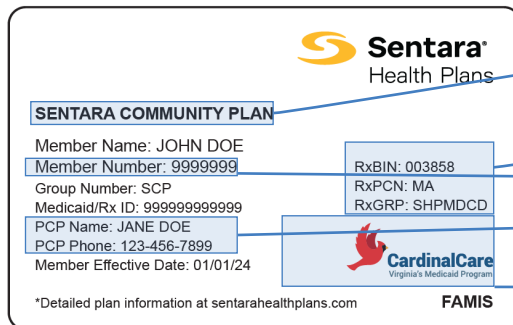 Sentara®
Health Plans
SENTARA COMMUNITY PLAN
Member Name: JOHN DOE
Member Number: 9999999
Group Number: SCP
Medicaid/Rx ID: 999999999999
PCP Name: JANE DOE
PCP Phone: 123-456-7899
Member Effective Date: 01/01/24
RxBIN: 003858
RxPCN: MA
RxGRP: SHPMDCD
CardinalCare
Virginia's Medicaid Program
*Detailed plan information at sentarahealthplans.com
FAMIS